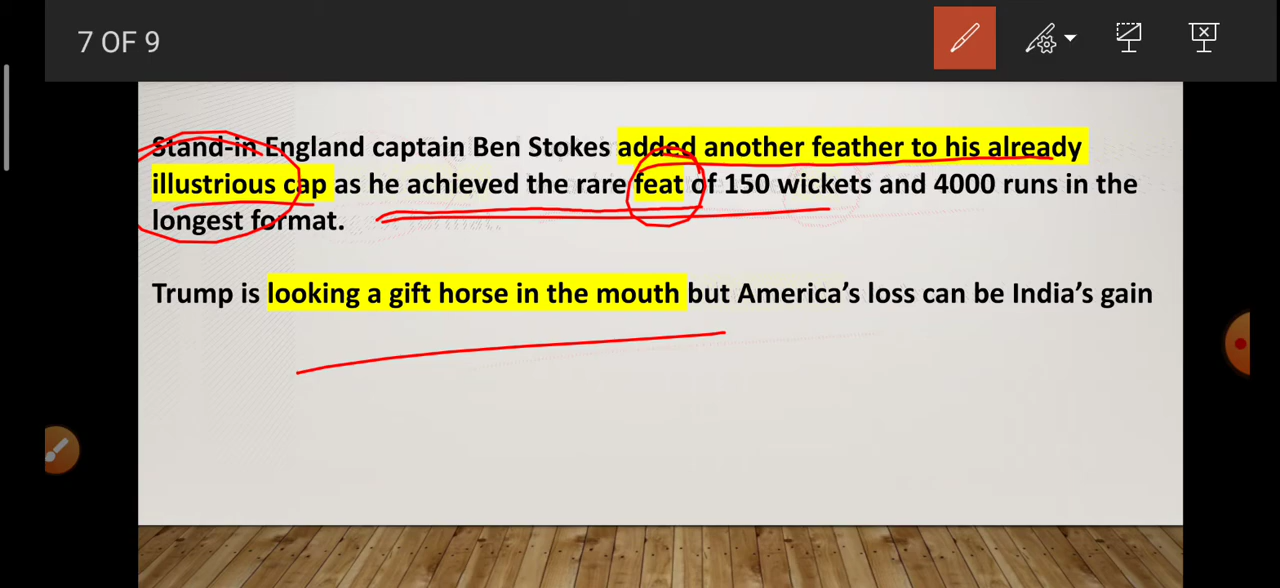 7 OF 9
Stand-in England captain Ben Stokes added another feather to his already
illustrious cap as he achieved the rare feat of 150 wickets and 4000 runs in the
longest format.
Trump is looking a gift horse in the mouth but America’s loss can be India’s gain